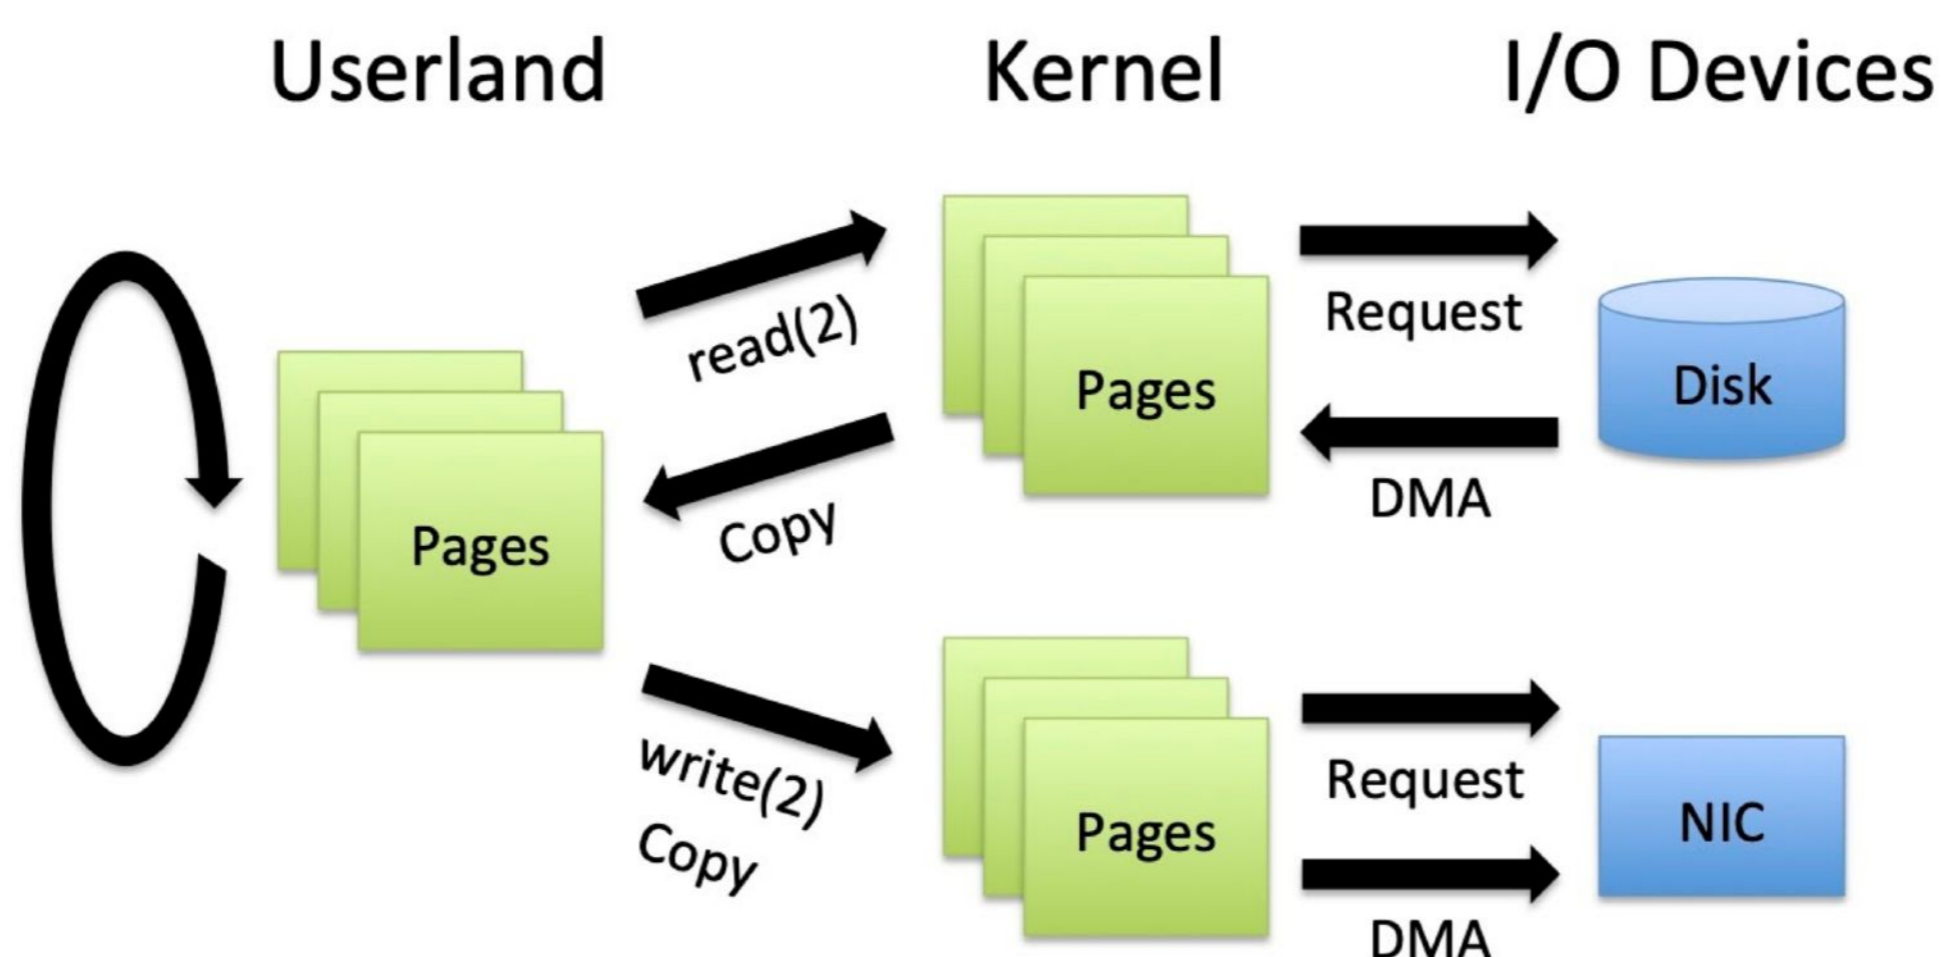 Userland
Kernel
I/O Devices
read(2)
Request
Pages
Disk
Copy
DMA
Pages
write(2)
Copy
Request
Pages
NIC
DMA